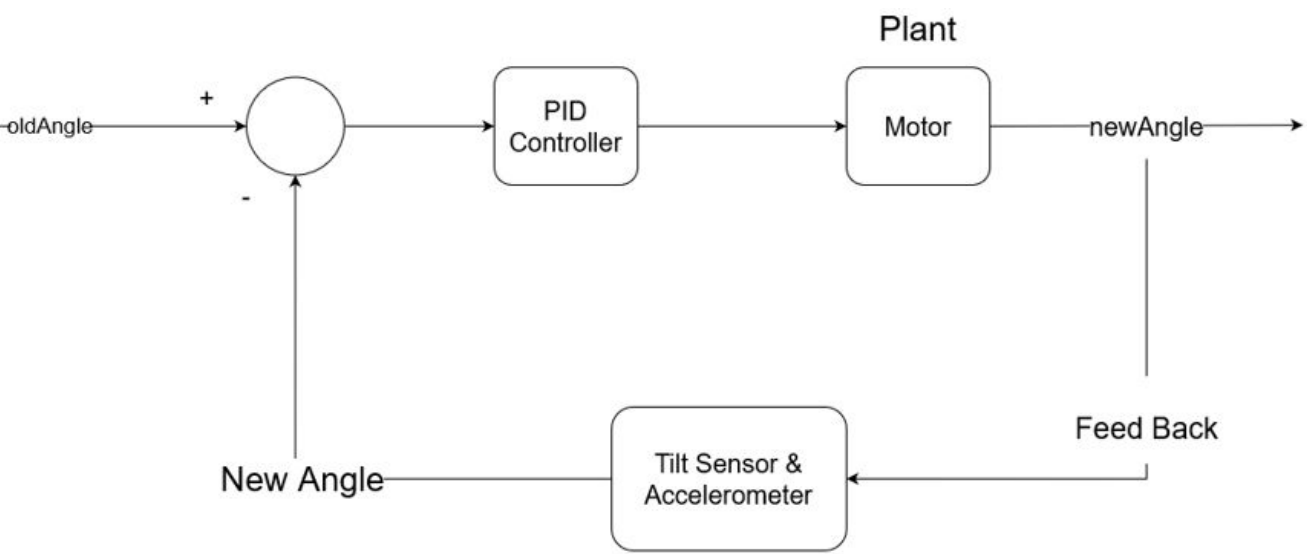 Plant
+
oldAngle
PID
Controller
Motor
newAngle
-
Feed Back
Tilt Sensor &
Accelerometer
New Angle